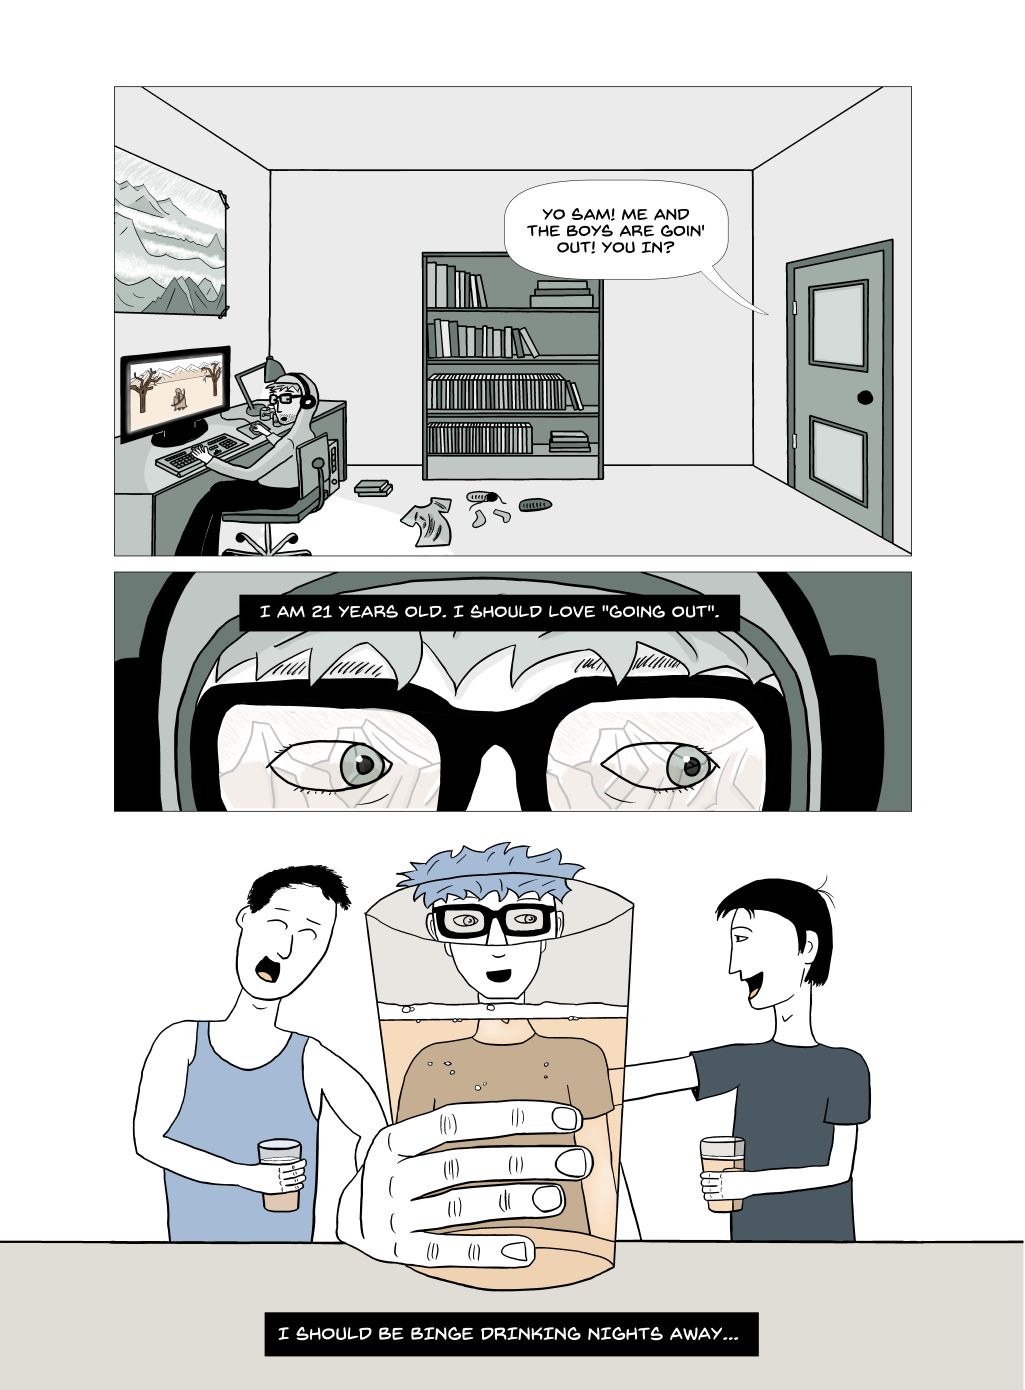 YO SAM! ME AND
THE BOYS ARE GOIN'
OUT! YOU IN?
I AM 21 YEARS OLD. I SHOULD LOVE "GOING OUT".
I SHOULD BE BINGE DRINKING NIGHTS AWAY...